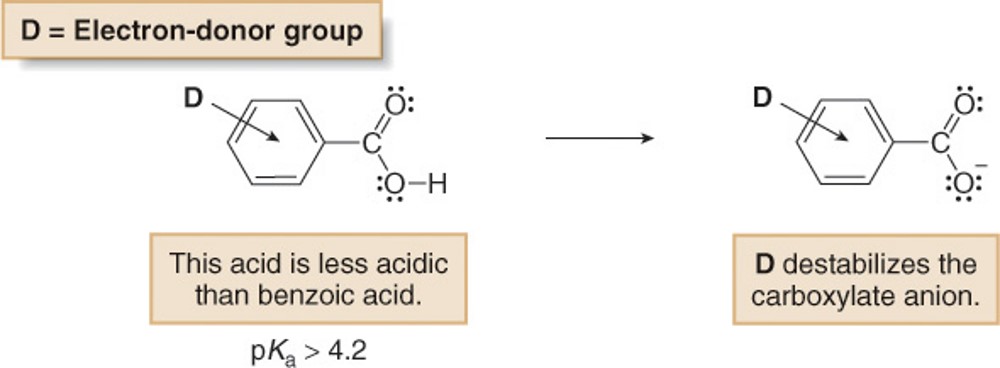 D = Electron-donor group
D
O
C
O–H
D
O
C
O −
This acid is less acidic
than benzoic acid.
D destabilizes the
carboxylate anion.
pKa > 4.2